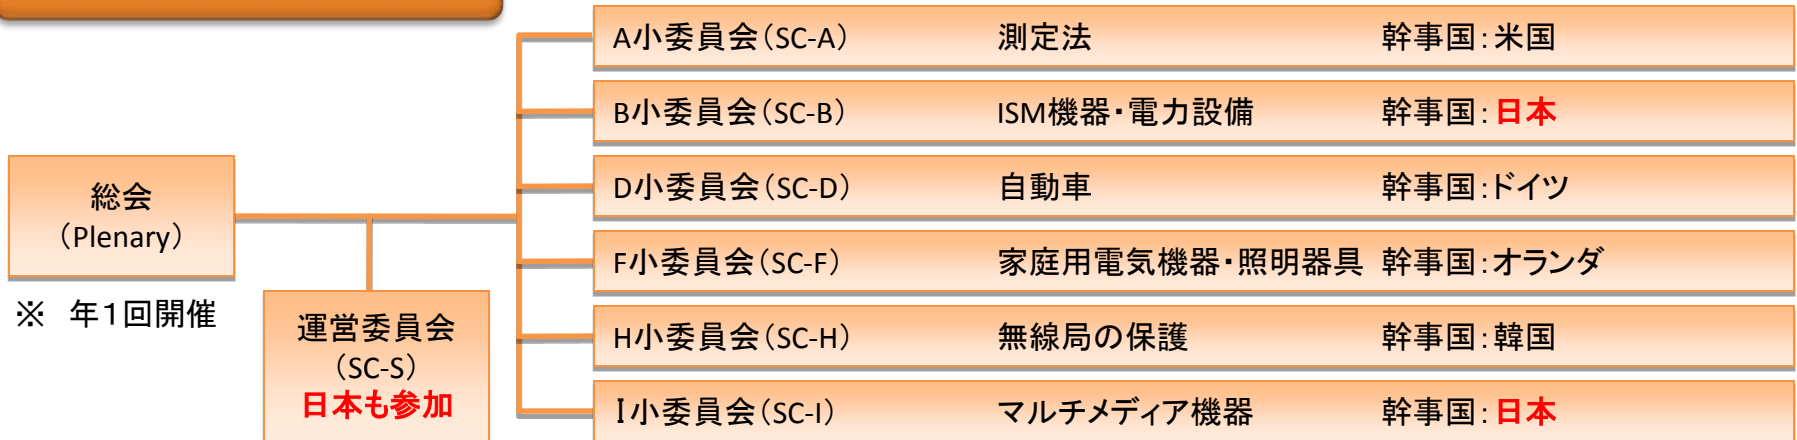 A小委員会（SC-A） 測定法 幹事国：米国
B小委員会（SC-B） ISM機器・電力設備 幹事国：日本
D小委員会（SC-D） 自動車 幹事国：ドイツ
F小委員会（SC-F） 家庭用電気機器・照明器具 幹事国：オランダ
H小委員会（SC-H） 無線局の保護 幹事国：韓国
I小委員会（SC-I） マルチメディア機器 幹事国：日本
総会
（Plenary）
※ 年１回開催
運営委員会
（SC-S）
日本も参加